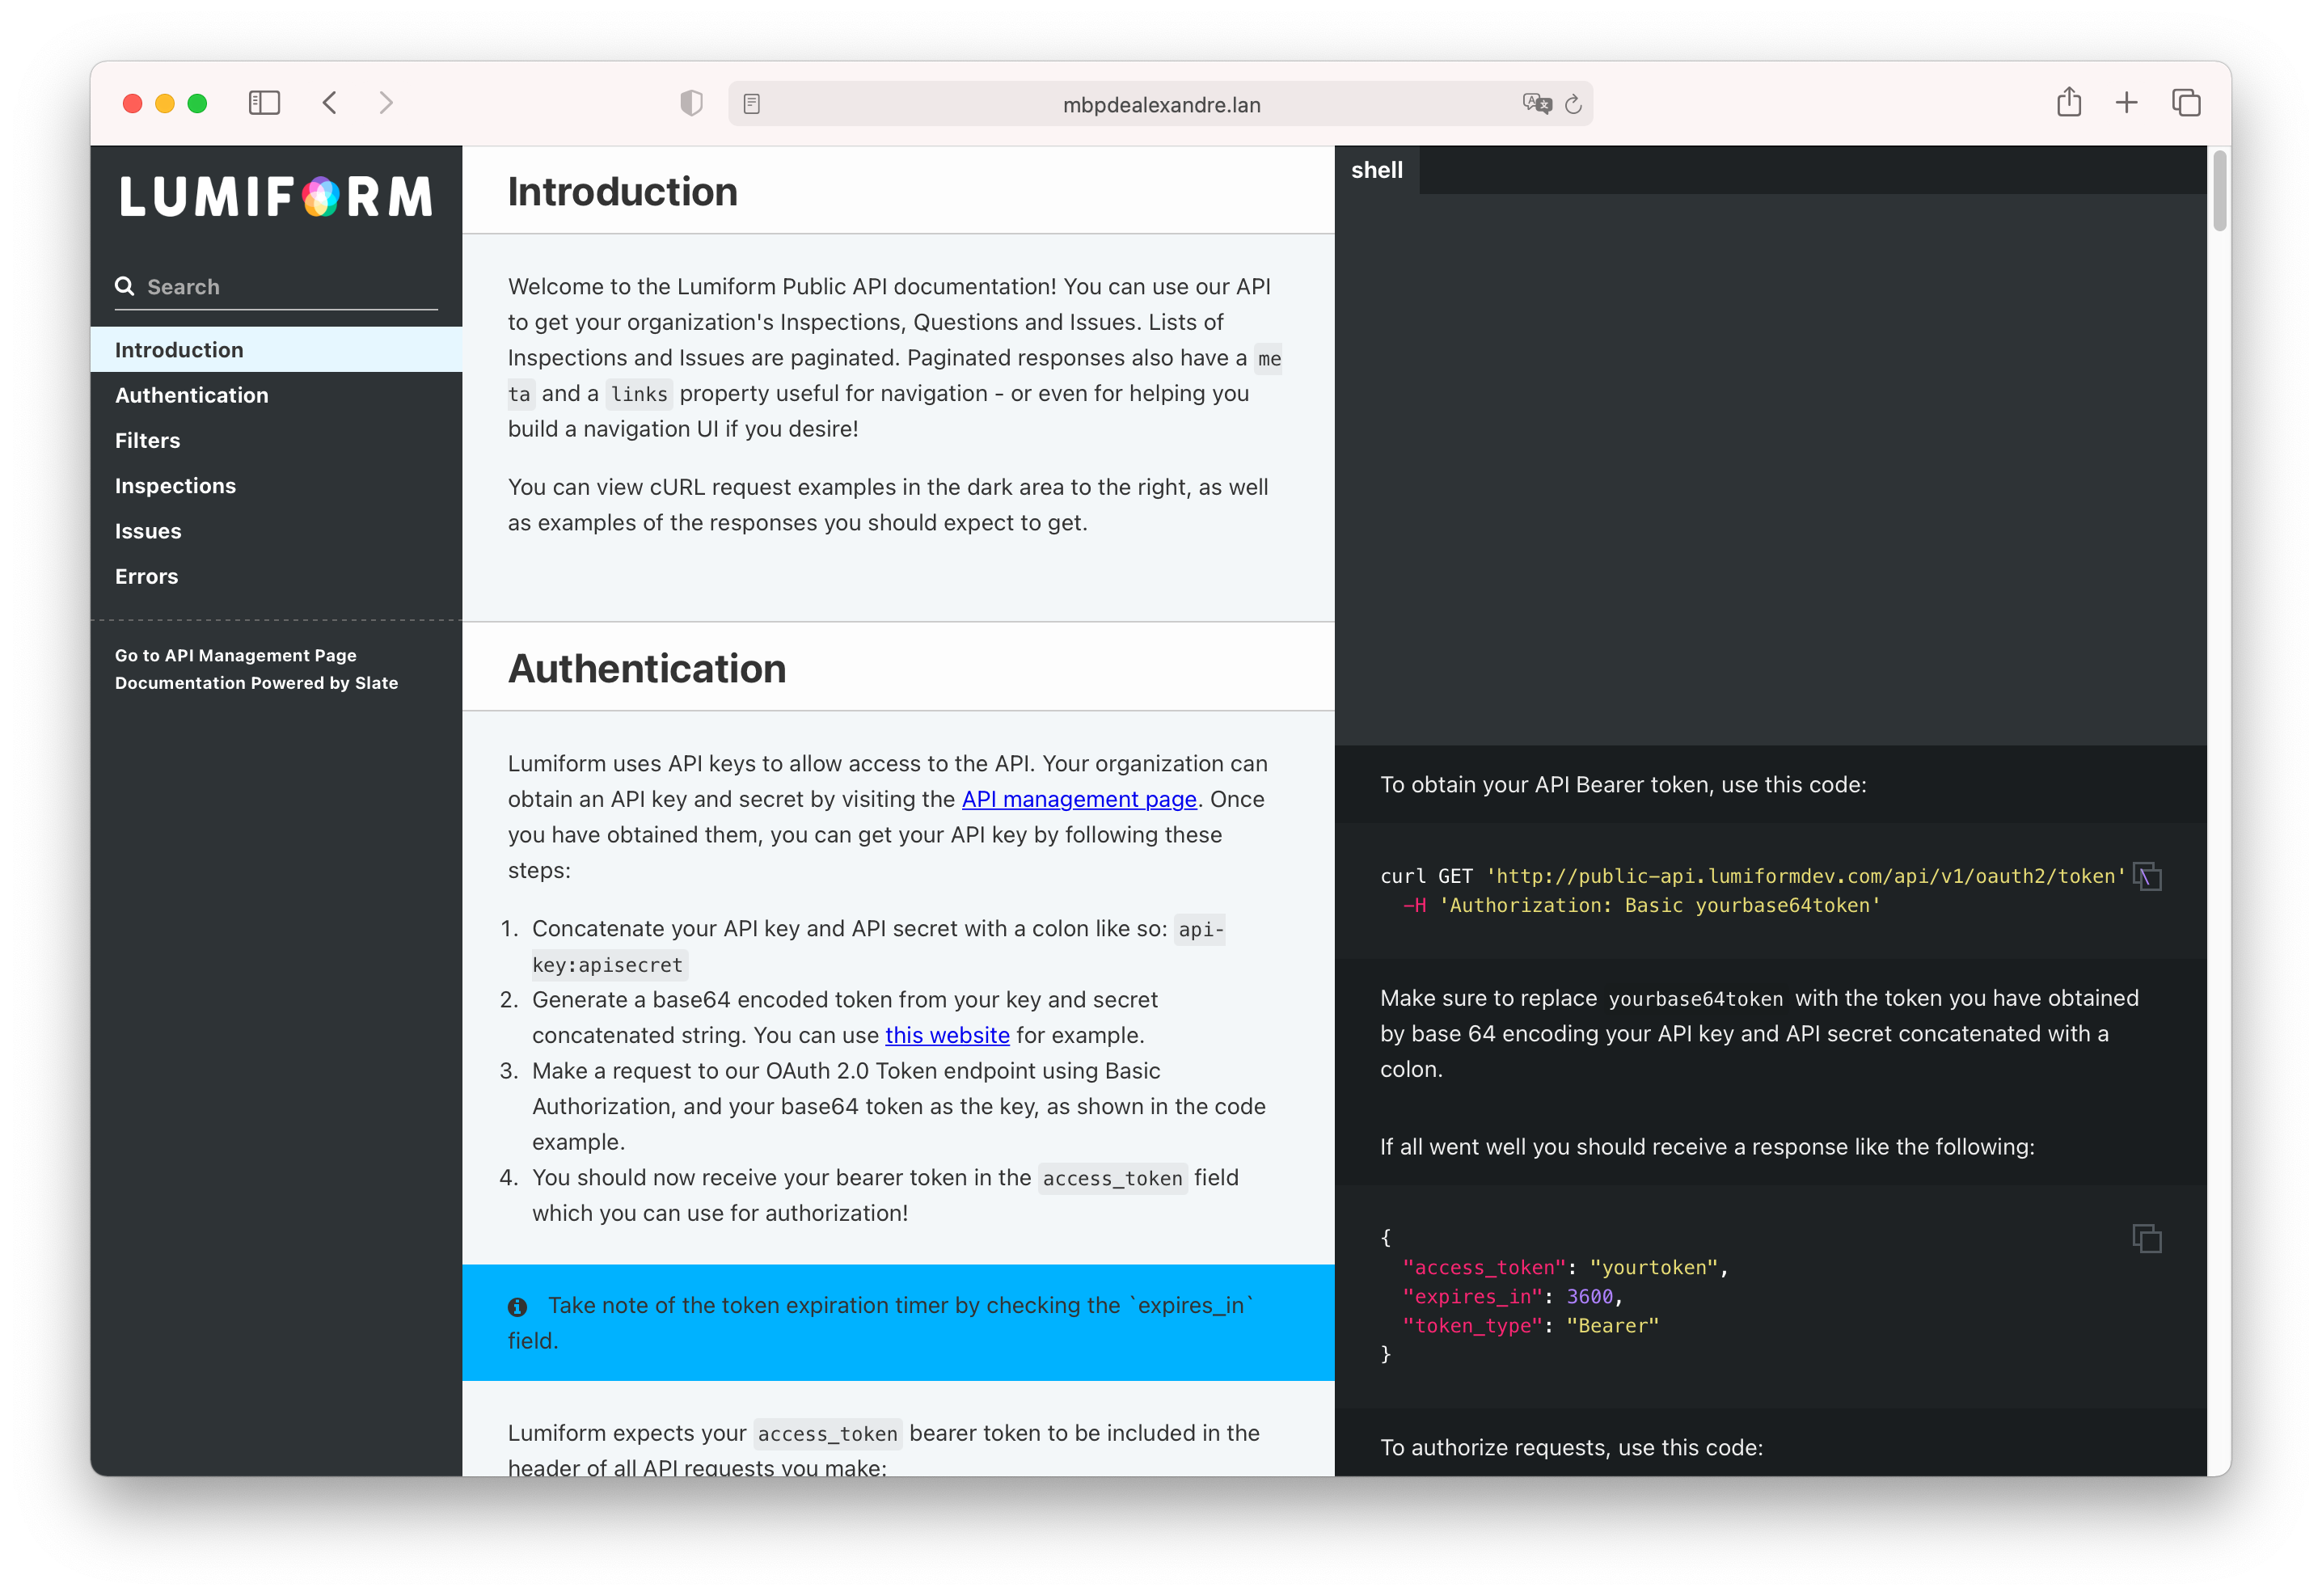 mbpdealexandre.lan
LUMIFORM
Search
Introduction
Authentication
Filters
Inspections
Issues
Errors
Go to API Management Page
Documentation Powered by Slate
Introduction
Welcome to the Lumiform Public API documentation! You can use our API
to get your organization's Inspections, Questions and Issues. Lists of
Inspections and Issues are paginated. Paginated responses also have a me
ta and a links property useful for navigation - or even for helping you
build a navigation UI if you desire!
You can view cURL request examples in the dark area to the right, as well
as examples of the responses you should expect to get.
Authentication
Lumiform uses API keys to allow access to the API. Your organization can
obtain an API key and secret by visiting the API management page. Once
you have obtained them, you can get your API key by following these
steps:
1. Concatenate your API key and API secret with a colon like so: api-
key:apisecret
2. Generate a base64 encoded token from your key and secret
concatenated string. You can use this website for example.
3. Make a request to our OAuth 2.0 Token endpoint using Basic
Authorization, and your base64 token as the key, as shown in the code
example.
4. You should now receive your bearer token in the access_token field
which you can use for authorization!
Take note of the token expiration timer by checking the `expires_in`
field.
Lumiform expects your access_token bearer token to be included in the
header of all API requests you make:
shell
To obtain your API Bearer token, use this code:
curl GET 'http://public-api.lumiformdev.com/api/v1/oauth2/token' \
-H 'Authorization: Basic yourbase64token'
Make sure to replace yourbase64token with the token you have obtained
by base 64 encoding your API key and API secret concatenated with a
colon.
If all went well you should receive a response like the following:
{
"access_token": "yourtoken",
"expires_in": 3600,
"token_type": "Bearer"
}
To authorize requests, use this code: